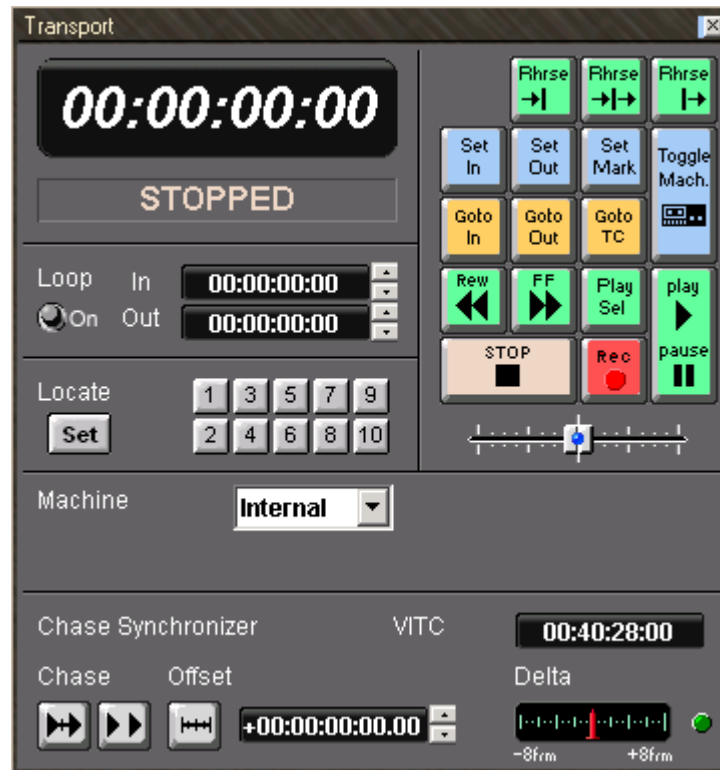 Transport
00:00:00:00
STOPPED
Rhrse Rhrse Rhrse
Set In Set Out Set Mark Toggle Mach.
Goto In Goto Out Goto TC
Loop In 00:00:00:00
On Out 00:00:00:00
Rew FF Play Sel play
STOP Rec pause
Locate 1 3 5 7 9
Set 2 4 6 8 10
Machine Internal
Chase Synchronizer VITC 00:40:28:00
Chase Offset Delta
+00:00:00:00.00
-8frm +8frm